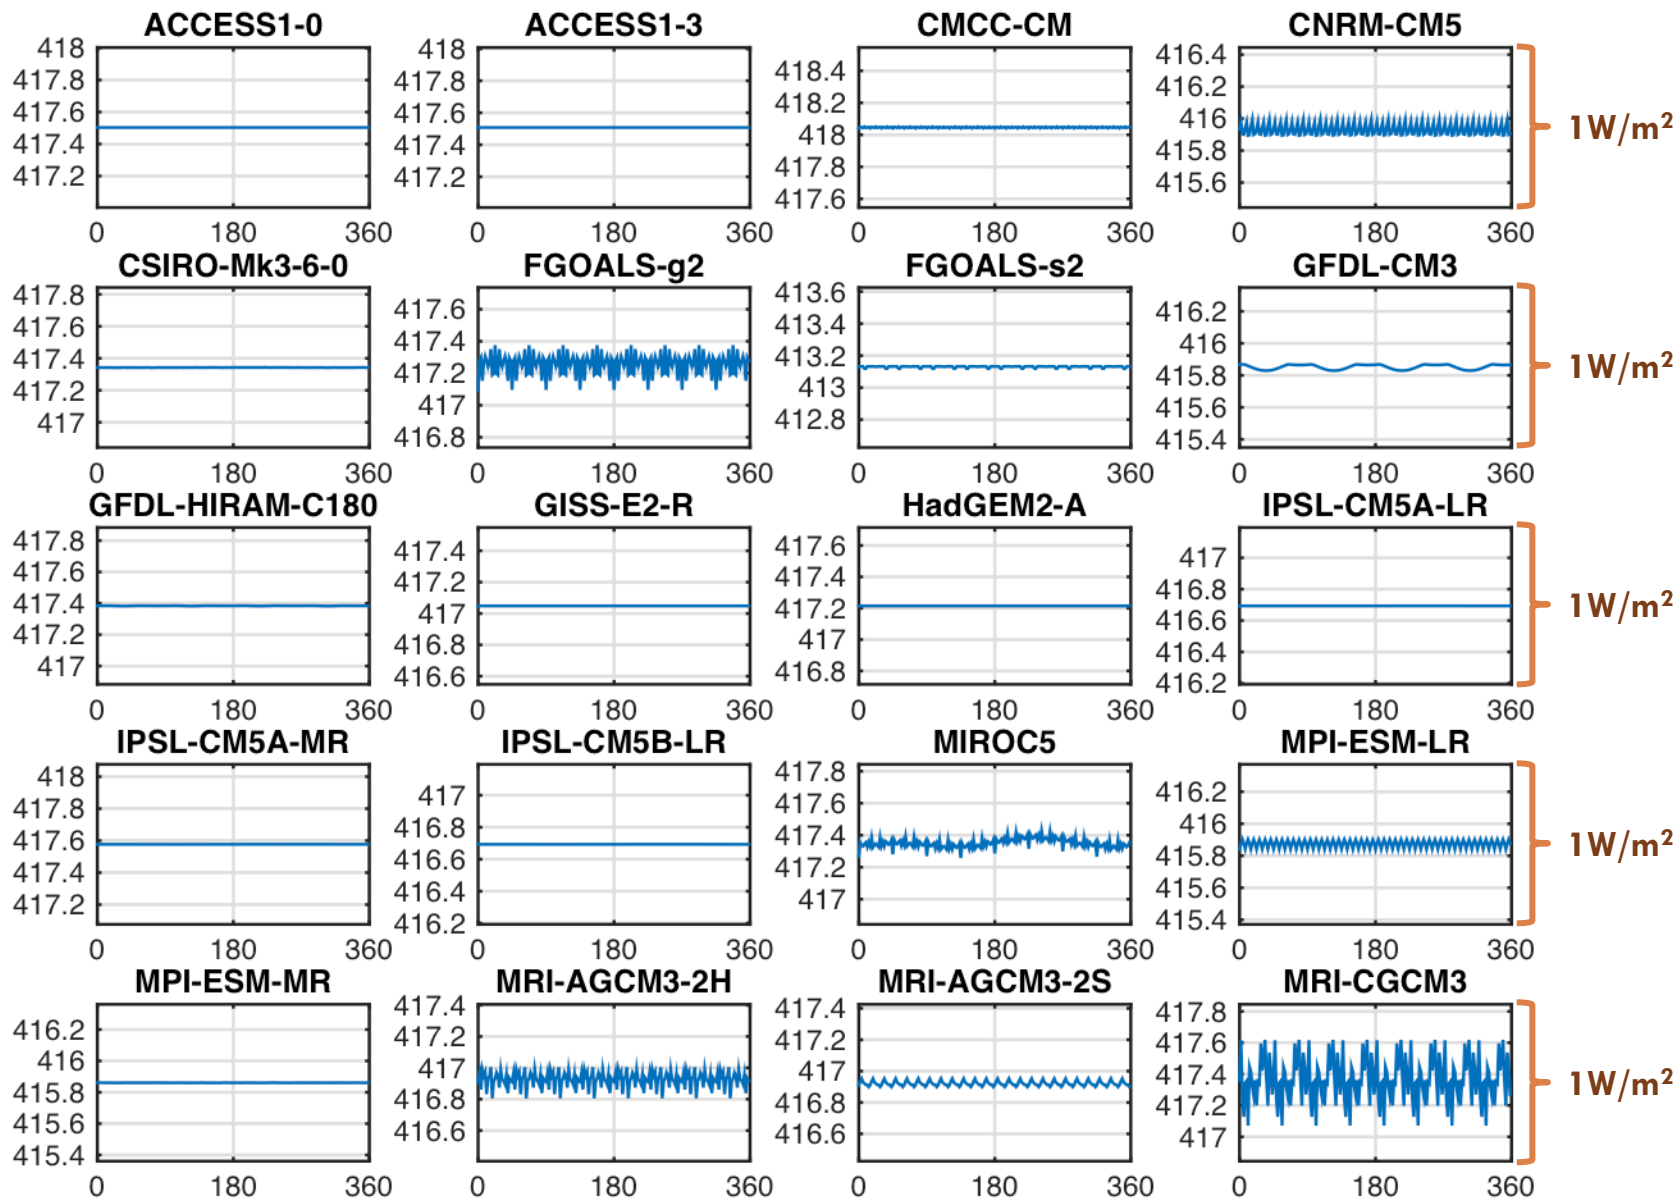 ACCESS1-0
418
417.8
417.6
417.4
417.2
0 180 360
ACCESS1-3
418
417.8
417.6
417.4
417.2
0 180 360
CMCC-CM
418.4
418.2
418
417.8
417.6
0 180 360
CNRM-CM5
416.4
416.2
416
415.8
415.6
0 180 360
1W/m²
CSIRO-Mk3-6-0
417.8
417.6
417.4
417.2
417
0 180 360
FGOALS-g2
417.6
417.4
417.2
417
416.8
0 180 360
FGOALS-s2
413.6
413.4
413.2
413
412.8
0 180 360
GFDL-CM3
416.2
416
415.8
415.6
415.4
0 180 360
1W/m²
GFDL-HIRAM-C180
417.8
417.6
417.4
417.2
417
0 180 360
GISS-E2-R
417.4
417.2
417
416.8
416.6
0 180 360
HadGEM2-A
417.6
417.4
417.2
417
416.8
0 180 360
IPSL-CM5A-LR
417
416.8
416.6
416.4
416.2
0 180 360
1W/m²
IPSL-CM5A-MR
418
417.8
417.6
417.4
417.2
0 180 360
IPSL-CM5B-LR
417
416.8
416.6
416.4
416.2
0 180 360
MIROC5
417.8
417.6
417.4
417.2
417
0 180 360
MPI-ESM-LR
416.2
416
415.8
415.6
415.4
0 180 360
1W/m²
MPI-ESM-MR
416.2
416
415.8
415.6
415.4
0 180 360
MRI-AGCM3-2H
417.4
417.2
417
416.8
416.6
0 180 360
MRI-AGCM3-2S
417.4
417.2
417
416.8
416.6
0 180 360
MRI-CGCM3
417.8
417.6
417.4
417.2
417
0 180 360
1W/m²